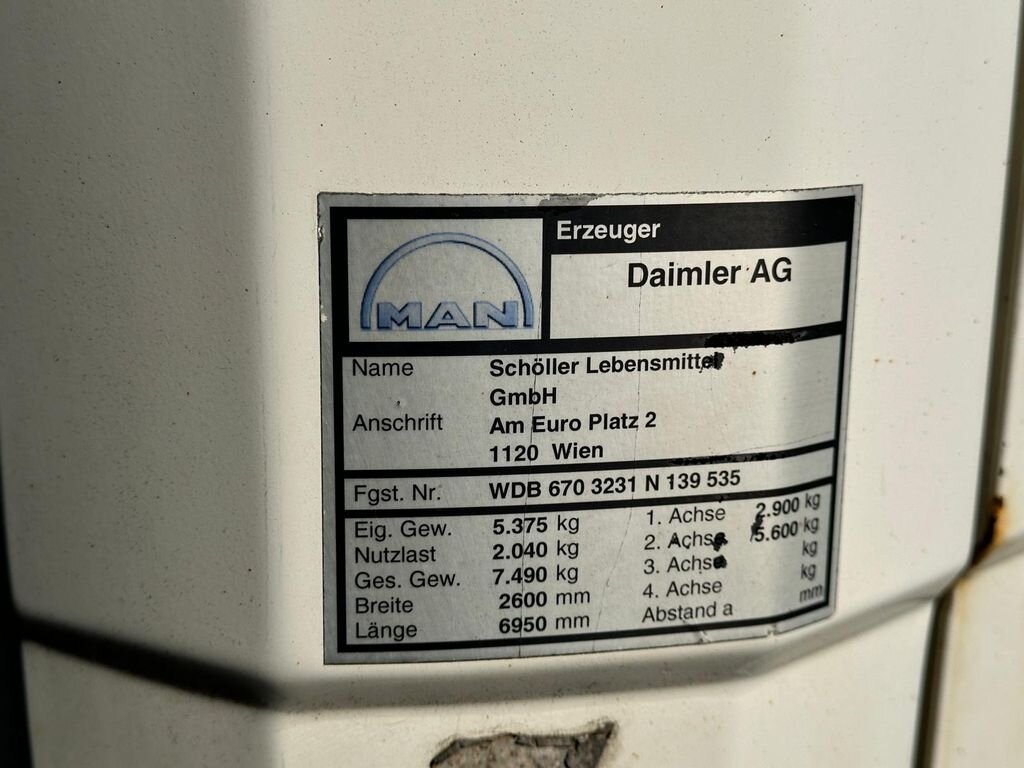 MAN
Erzeuger
Daimler AG
Name Schöller Lebensmittel
GmbH
Anschrift Am Euro Platz 2
1120 Wien
Fgst. Nr. WDB 670 3231 N 139 535
Eig. Gew. 5.375 kg 1. Achse 2.900 kg
Nutzlast 2.040 kg 2. Achse 5.600 kg
Ges. Gew. 7.490 kg 3. Achse kg
Breite 2600 mm 4. Achse kg
Länge 6950 mm Abstand a mm